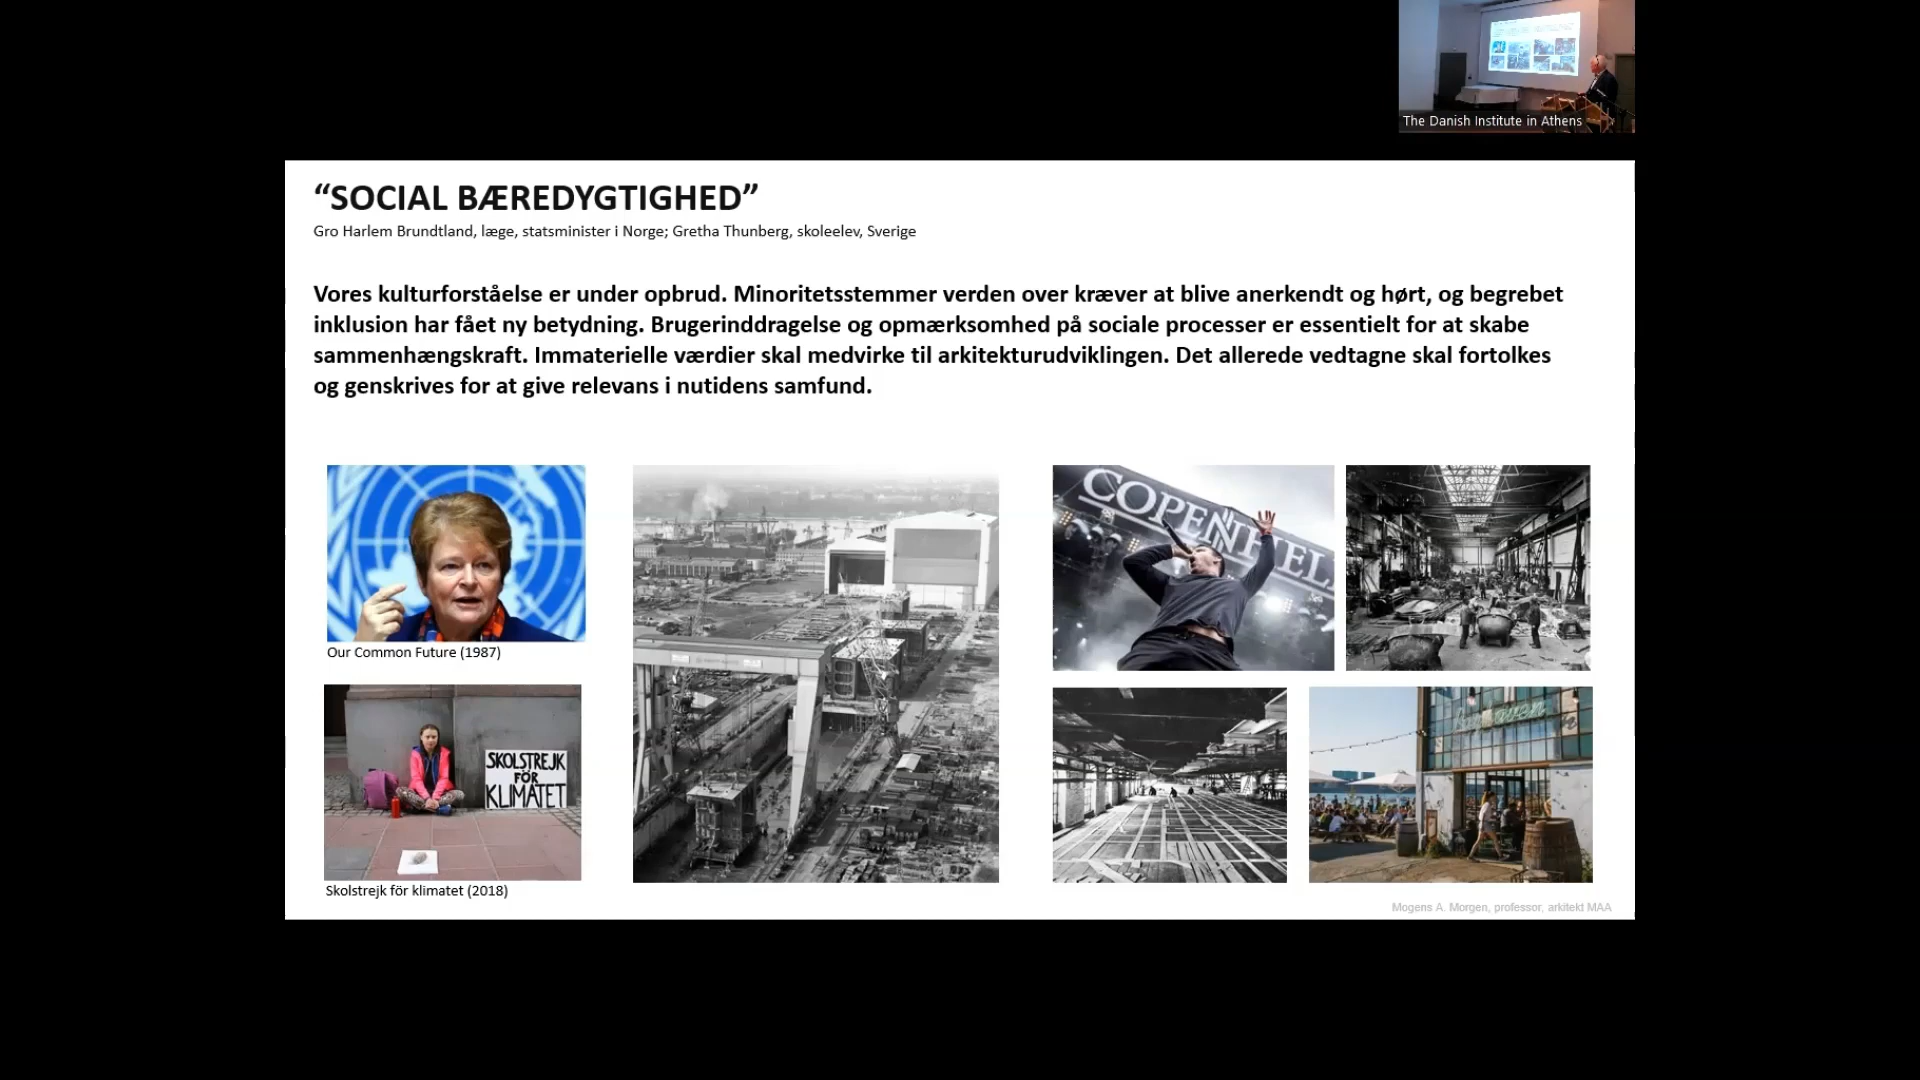 The Danish Institute in Athens
“SOCIAL BÆREDYGTIGHED”
Gro Harlem Brundtland, læge, statsminister i Norge; Gretha Thunberg, skoleelev, Sverige
Vores kulturforståelse er under opbrud. Minoritetsstemmer verden over kræver at blive anerkendt og hørt, og begrebet
inklusion har fået ny betydning. Brugerinddragelse og opmærksomhed på sociale processer er essentielt for at skabe
sammenhængskraft. Immaterielle værdier skal medvirke til arkitekturudviklingen. Det allerede vedtagne skal fortolkes
og genskrives for at give relevans i nutidens samfund.
COPENHELL
Our Common Future (1987)
SKOLSTREJK
FÖR
KLIMATET
Skolstrejk för klimatet (2018)
Mogens A. Morgen, professor, arkitekt MAA